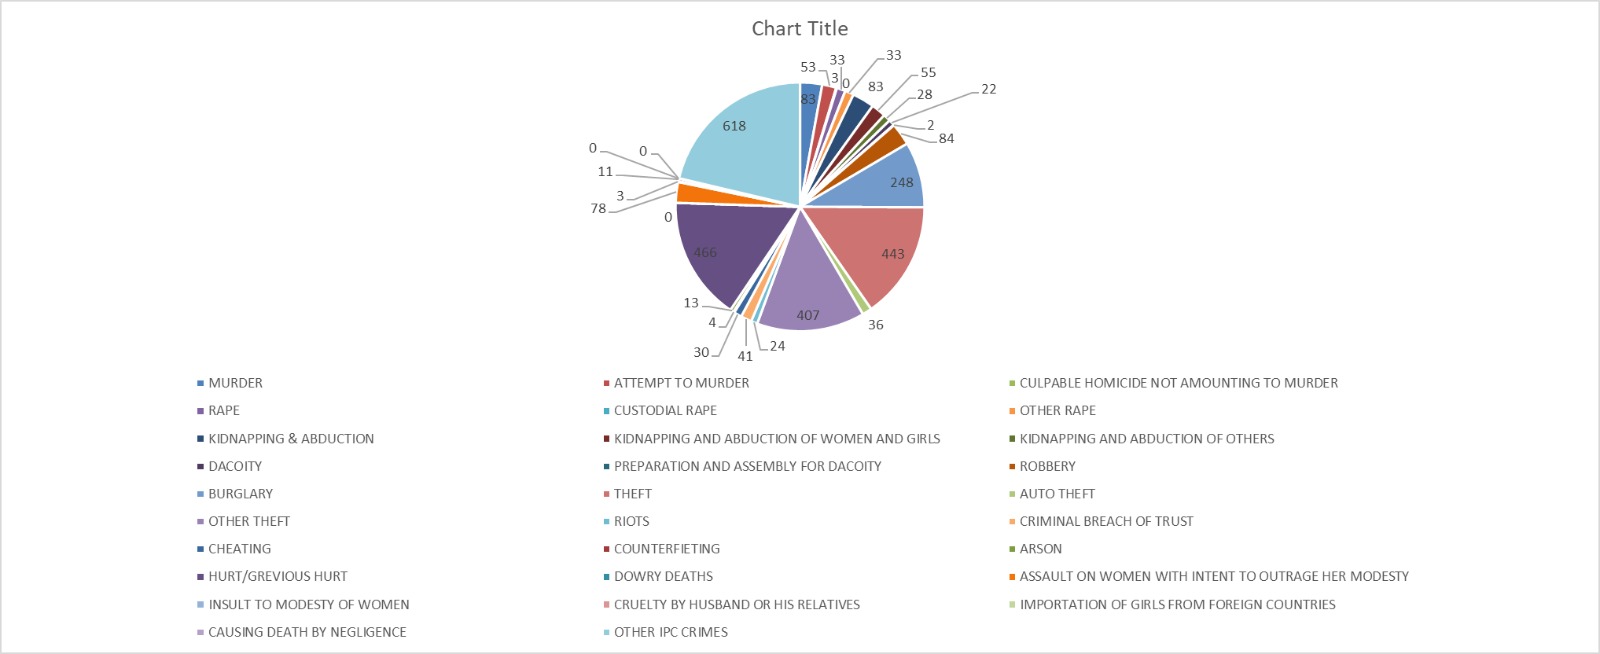 Chart Title
53
33
33
3
0
83
83
55
28
22
2
84
248
443
36
407
24
41
30
4
13
466
0
78
3
11
0
0
618
MURDER ATTEMPT TO MURDER CULPABLE HOMICIDE NOT AMOUNTING TO MURDER
RAPE CUSTODIAL RAPE OTHER RAPE
KIDNAPPING & ABDUCTION KIDNAPPING AND ABDUCTION OF WOMEN AND GIRLS KIDNAPPING AND ABDUCTION OF OTHERS
DACOITY PREPARATION AND ASSEMBLY FOR DACOITY ROBBERY
BURGLARY THEFT AUTO THEFT
OTHER THEFT RIOTS CRIMINAL BREACH OF TRUST
CHEATING COUNTERFIETING ARSON
HURT/GREVIOUS HURT DOWRY DEATHS ASSAULT ON WOMEN WITH INTENT TO OUTRAGE HER MODESTY
INSULT TO MODESTY OF WOMEN CRUELTY BY HUSBAND OR HIS RELATIVES IMPORTATION OF GIRLS FROM FOREIGN COUNTRIES
CAUSING DEATH BY NEGLIGENCE OTHER IPC CRIMES